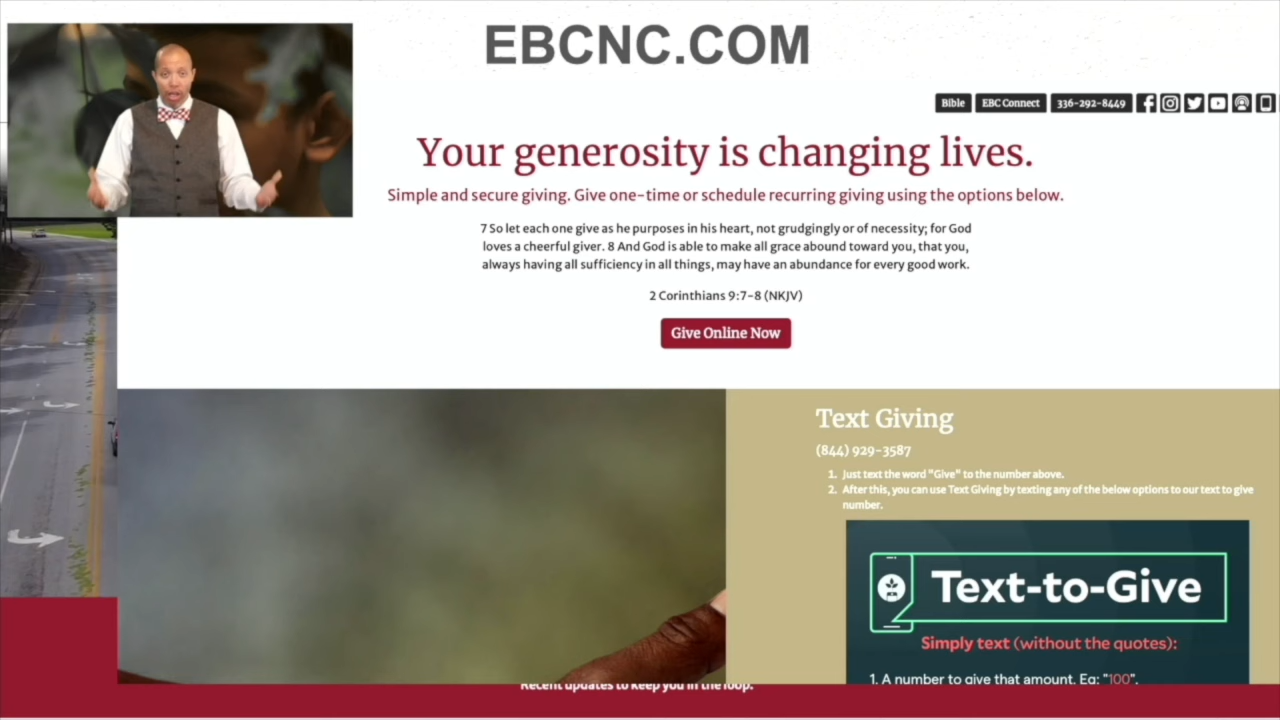 EBCNC.COM
Bible
EBC Connect
336-292-8449
Your generosity is changing lives.
Simple and secure giving. Give one-time or schedule recurring giving using the options below.
7 So let each one give as he purposes in his heart, not grudgingly or of necessity; for God
loves a cheerful giver. 8 And God is able to make all grace abound toward you, that you,
always having all sufficiency in all things, may have an abundance for every good work.
2 Corinthians 9:7-8 (NKJV)
Give Online Now
Text Giving
(844) 929-3587
1. Just text the word "Give" to the number above.
2. After this, you can use Text Giving by texting any of the below options to our text to give
number.
Text-to-Give
Simply text (without the quotes):
1. A number to give that amount. Eg: "100".
Recent updates to keep you in the loop.